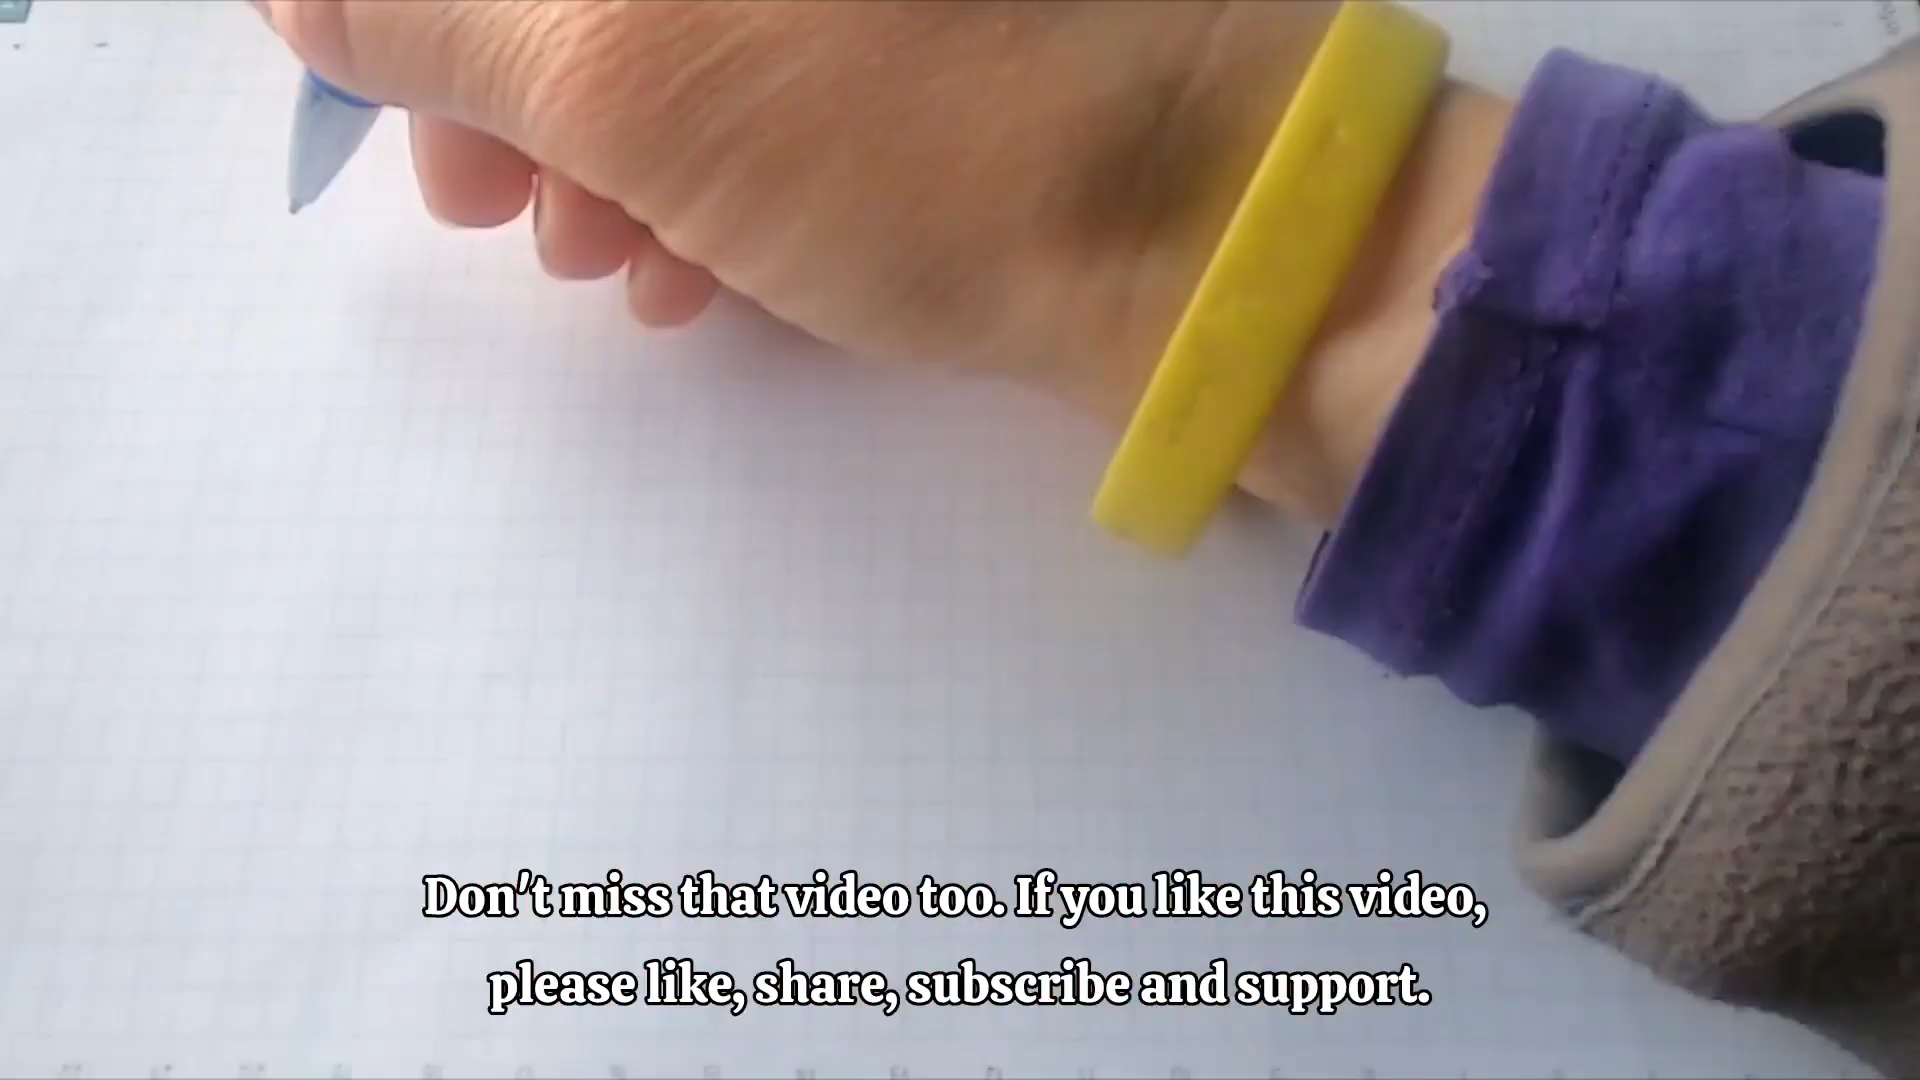 Don't miss that video too. If you like this video,
please like, share, subscribe and support.